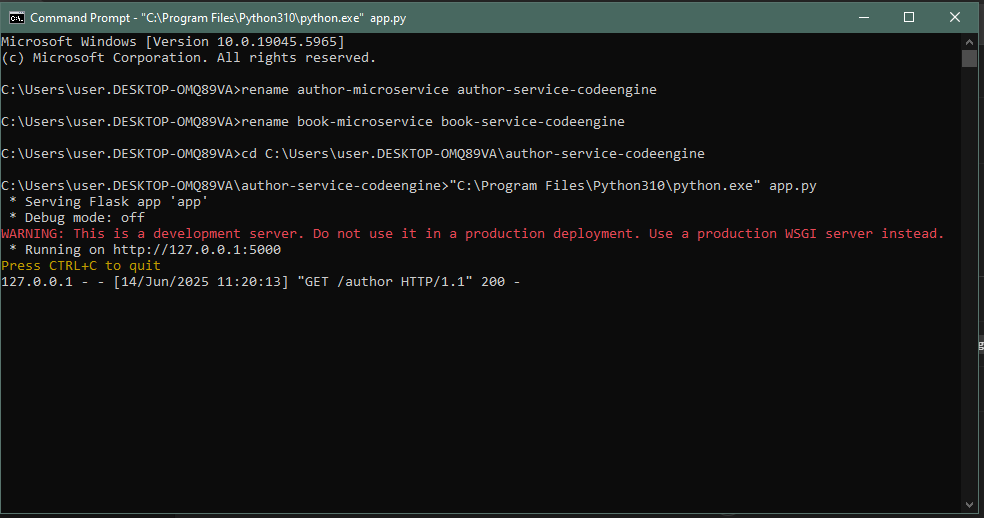 Command Prompt - "C:\Program Files\Python310\python.exe" app.py
Microsoft Windows [Version 10.0.19045.5965]
(c) Microsoft Corporation. All rights reserved.
C:\Users\user.DESKTOP-OMQ89VA>rename author-microservice author-service-codeengine
C:\Users\user.DESKTOP-OMQ89VA>rename book-microservice book-service-codeengine
C:\Users\user.DESKTOP-OMQ89VA>cd C:\Users\user.DESKTOP-OMQ89VA\author-service-codeengine
C:\Users\user.DESKTOP-OMQ89VA\author-service-codeengine>"C:\Program Files\Python310\python.exe" app.py
 * Serving Flask app 'app'
 * Debug mode: off
WARNING: This is a development server. Do not use it in a production deployment. Use a production WSGI server instead.
 * Running on http://127.0.0.1:5000
Press CTRL+C to quit
127.0.0.1 - - [14/Jun/2025 11:20:13] "GET /author HTTP/1.1" 200 -